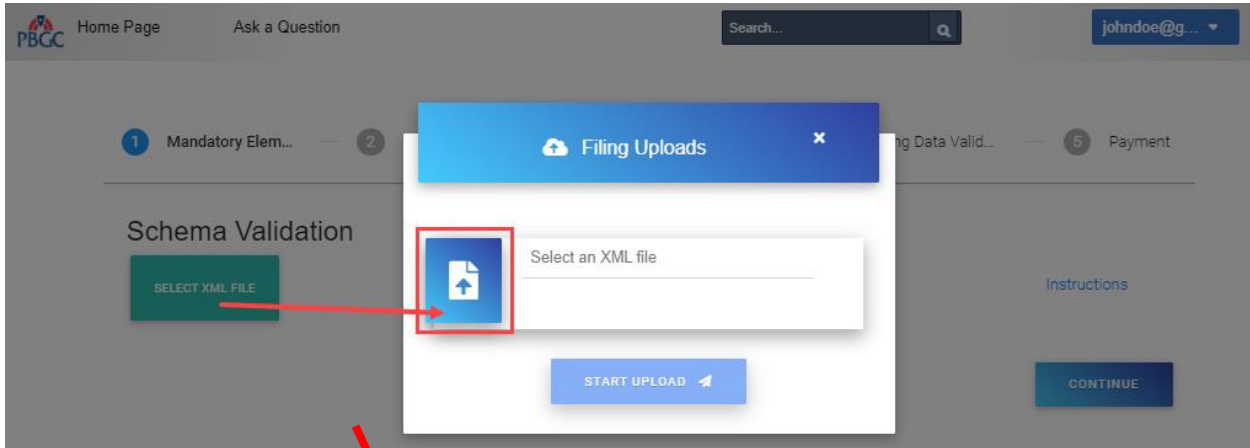 PBGC Home Page Ask a Question Search... johndoe@g...
1 Mandatory Elem... 2 Filing Uploads × ng Data Valid... 5 Payment
Schema Validation
Select an XML file
SELECT XML FILE
Instructions
START UPLOAD
CONTINUE